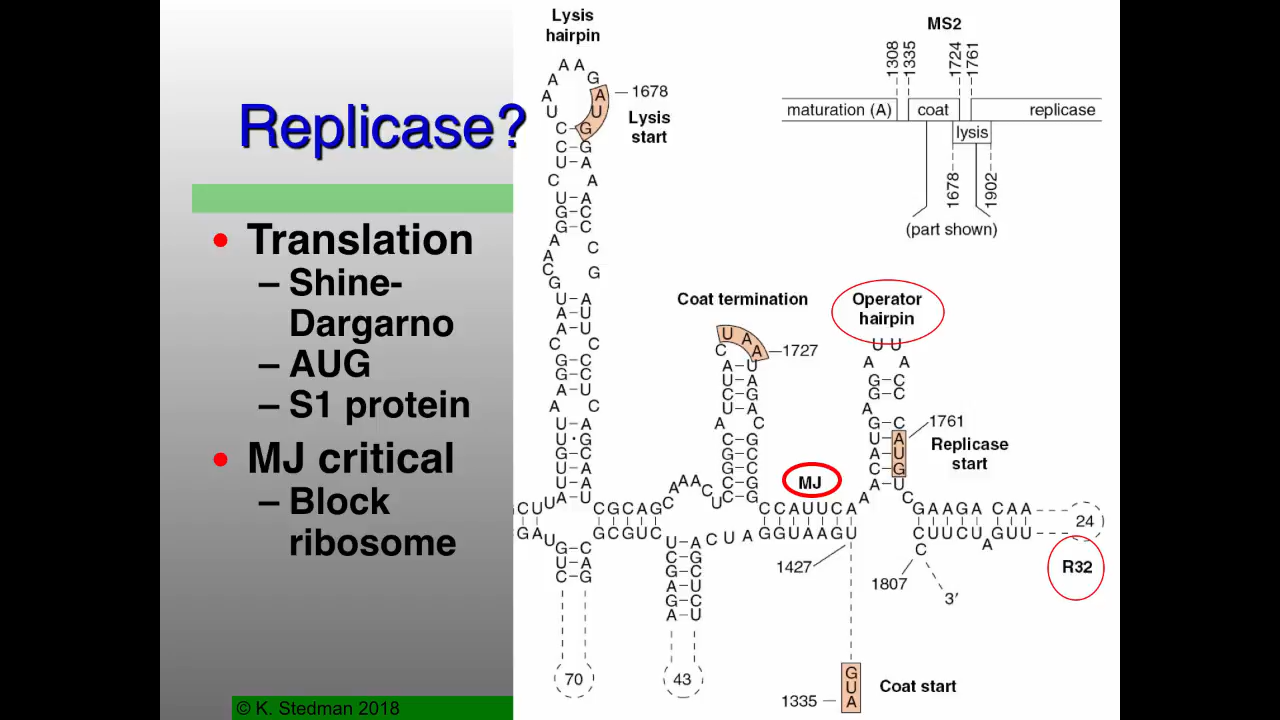 Replicase?
• Translation
– Shine-
Dargarno
– AUG
– S1 protein
• MJ critical
– Block
ribosome
© K. Stedman 2018
Lysis
hairpin
1678
Lysis
start
MS2
1308
1335
1724
1761
maturation (A)
coat
replicase
lysis
1678
1902
(part shown)
Coat termination
U A A
1727
Operator
hairpin
1761
Replicase
start
A
U
G
MJ
C C A U U C A
G G U A A G U
1427
G A A G A C A A
C U U C U A G U U
24
R32
1807
3′
C G C A G C
G C G U C
A C U A
70
43
G
U
A
1335
Coat start